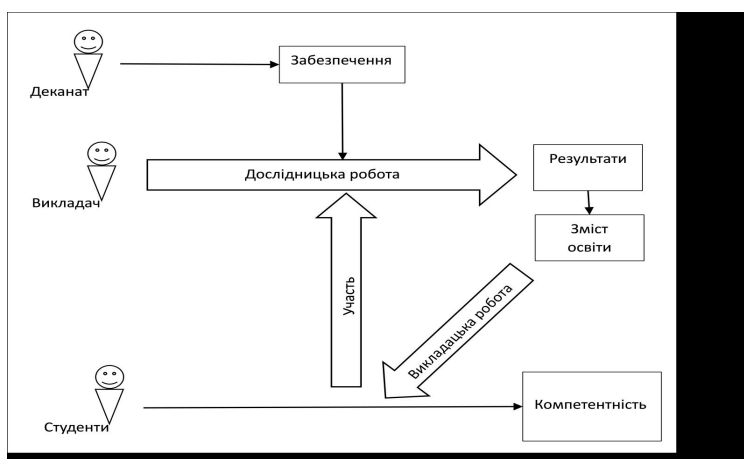 Забезпечення
Деканат
Дослідницька робота
Результати
Викладач
Зміст
освіти
Участь
Викладацька робота
Компетентність
Студенти